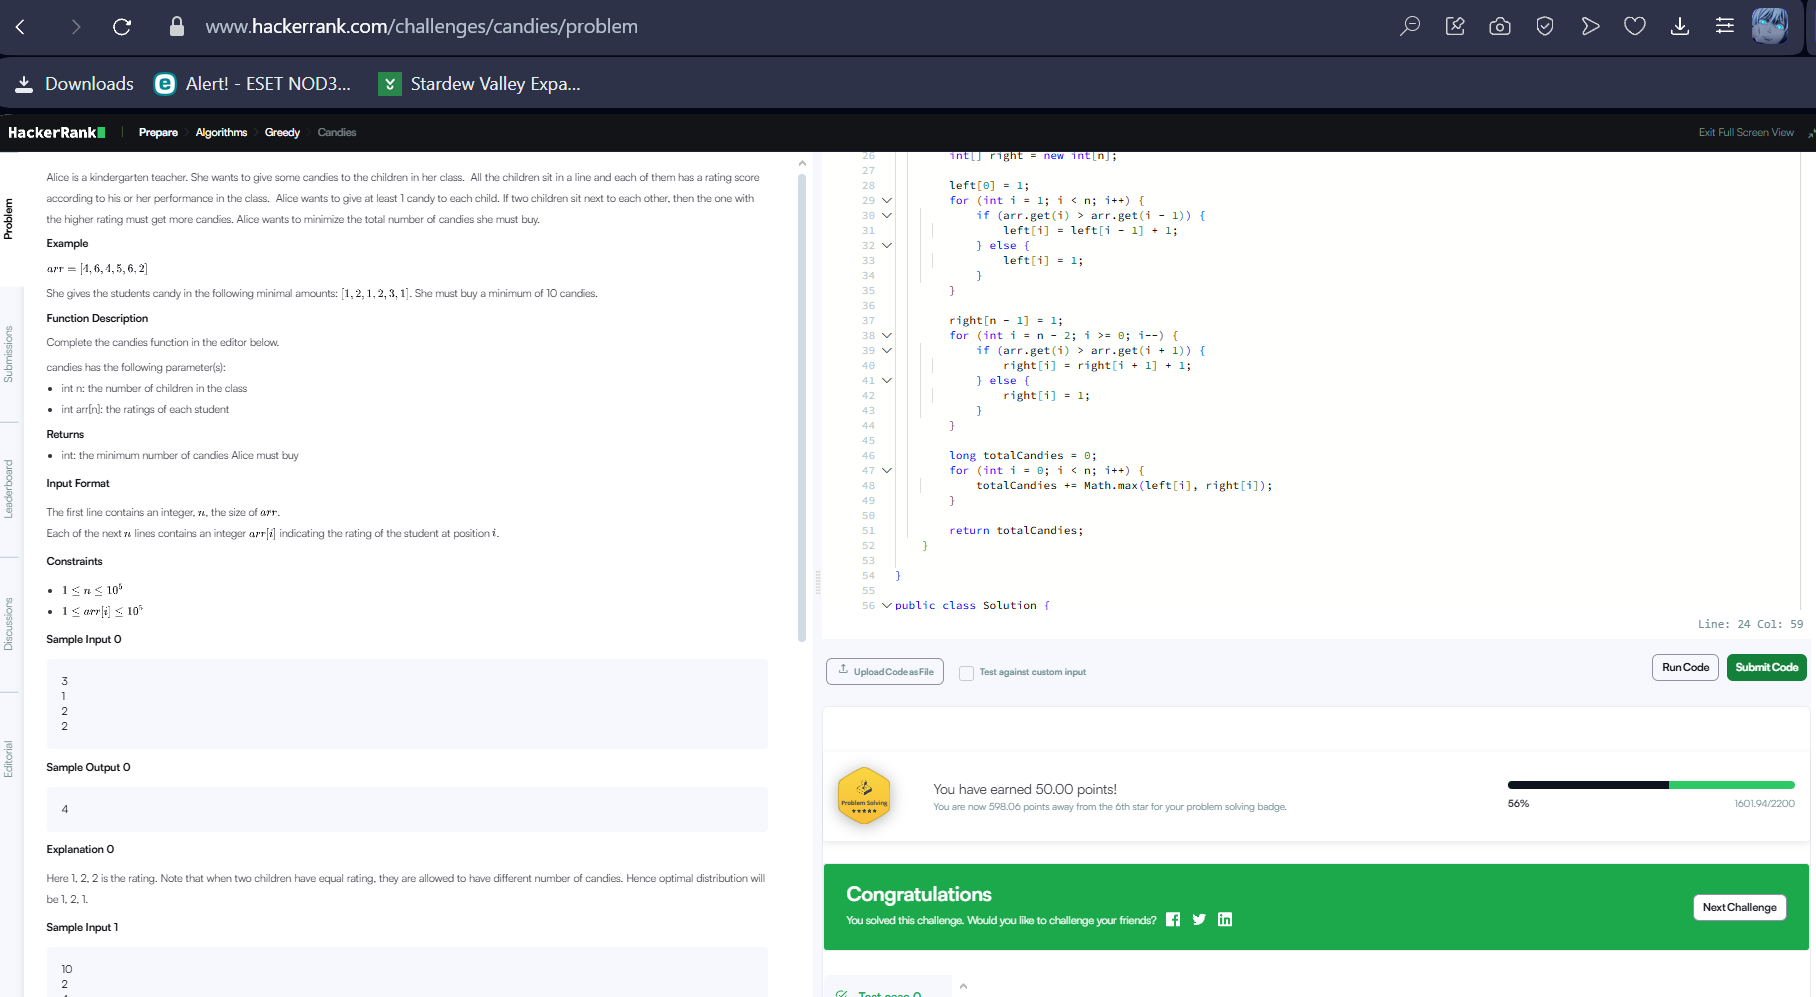 www.hackerrank.com/challenges/candies/problem
Downloads Alert! - ESET NOD3... Stardew Valley Expa...
HackerRank Prepare Algorithms Greedy Candies Exit Full Screen View
Problem
Submissions
Leaderboard
Discussions
Editorial
Alice is a kindergarten teacher. She wants to give some candies to the children in her class. All the children sit in a line and each of them has a rating score
according to his or her performance in the class. Alice wants to give at least 1 candy to each child. If two children sit next to each other, then the one with
the higher rating must get more candies. Alice wants to minimize the total number of candies she must buy.
Example
arr = [4, 6, 4, 5, 6, 2]
She gives the students candy in the following minimal amounts: [1, 2, 1, 2, 3, 1]. She must buy a minimum of 10 candies.
Function Description
Complete the candies function in the editor below.
candies has the following parameter(s):
• int n: the number of children in the class
• int arr[n]: the ratings of each student
Returns
• int: the minimum number of candies Alice must buy
Input Format
The first line contains an integer, n, the size of arr.
Each of the next n lines contains an integer arr[i] indicating the rating of the student at position i.
Constraints
• 1 ≤ n ≤ 10⁵
• 1 ≤ arr[i] ≤ 10⁵
Sample Input 0
3
1
2
2
Sample Output 0
4
Explanation 0
Here 1, 2, 2 is the rating. Note that when two children have equal rating, they are allowed to have different number of candies. Hence optimal distribution will
be 1, 2, 1.
Sample Input 1
10
2
26 int[] right = new int[n];
27
28 left[0] = 1;
29 for (int i = 1; i < n; i++) {
30 if (arr.get(i) > arr.get(i - 1)) {
31 left[i] = left[i - 1] + 1;
32 } else {
33 left[i] = 1;
34 }
35 }
36
37 right[n - 1] = 1;
38 for (int i = n - 2; i >= 0; i--) {
39 if (arr.get(i) > arr.get(i + 1)) {
40 right[i] = right[i + 1] + 1;
41 } else {
42 right[i] = 1;
43 }
44 }
45
46 long totalCandies = 0;
47 for (int i = 0; i < n; i++) {
48 totalCandies += Math.max(left[i], right[i]);
49 }
50
51 return totalCandies;
52 }
53
54 }
55
56 public class Solution {
Line: 24 Col: 59
Upload Code as File Test against custom input Run Code Submit Code
Problem Solving
You have earned 50.00 points!
You are now 598.06 points away from the 6th star for your problem solving badge.
56% 1601.94/2200
Congratulations
You solved this challenge. Would you like to challenge your friends?
Next Challenge
Test case 0